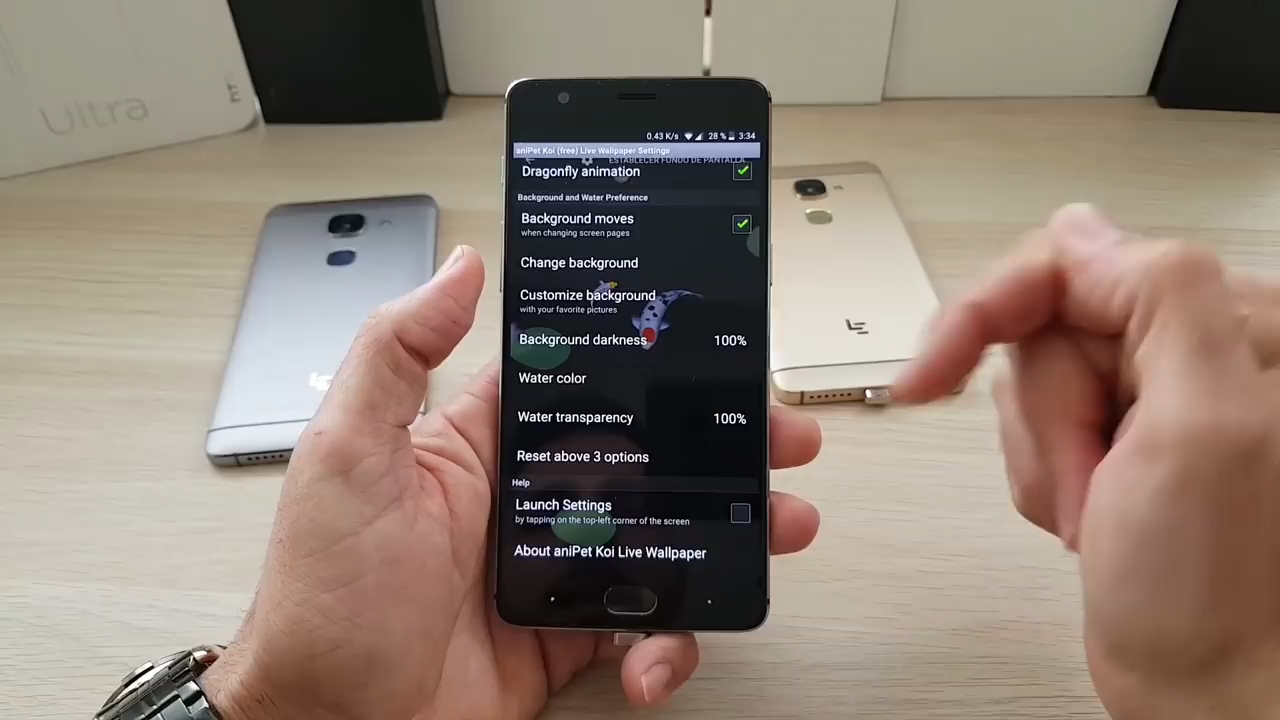 Ultra
hTC
0.43 K/s 28 % 3:34
aniPet Koi (free) Live Wallpaper Settings
ESTABLECER FONDO DE PANTALLA
Dragonfly animation
Background and Water Preference
Background moves
when changing screen pages
Change background
Customize background
with your favorite pictures
Background darkness 100%
Water color
Water transparency 100%
Reset above 3 options
Help
Launch Settings
by tapping on the top-left corner of the screen
About aniPet Koi Live Wallpaper